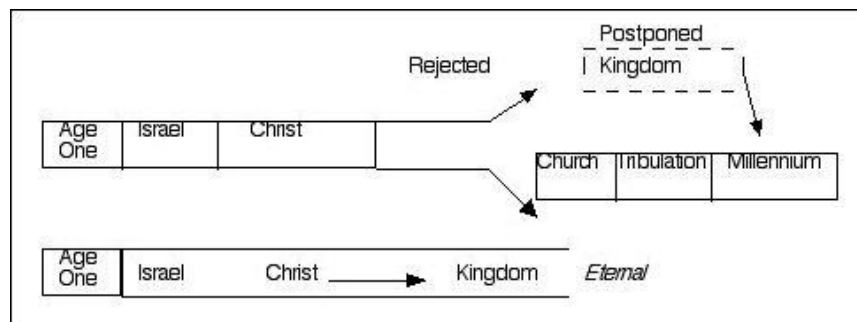 Postponed
Rejected Kingdom
Age One Israel Christ
Church Tribulation Millennium
Age One Israel Christ Kingdom Eternal